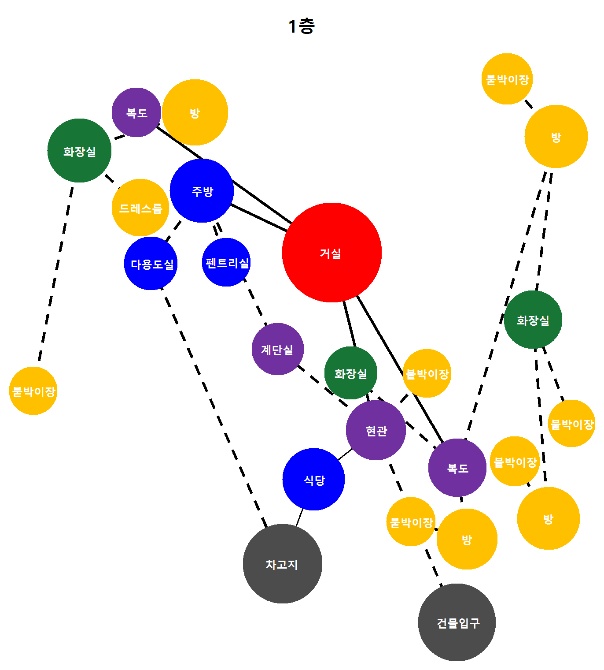 1층
붙박이장
복도
방
방
화장실
주방
드레스룸
거실
다용도실
펜트리실
화장실
계단실
화장실
붙박이장
붙박이장
붙박이장
현관
복도
붙박이장
식당
붙박이장
방
방
차고지
건물입구